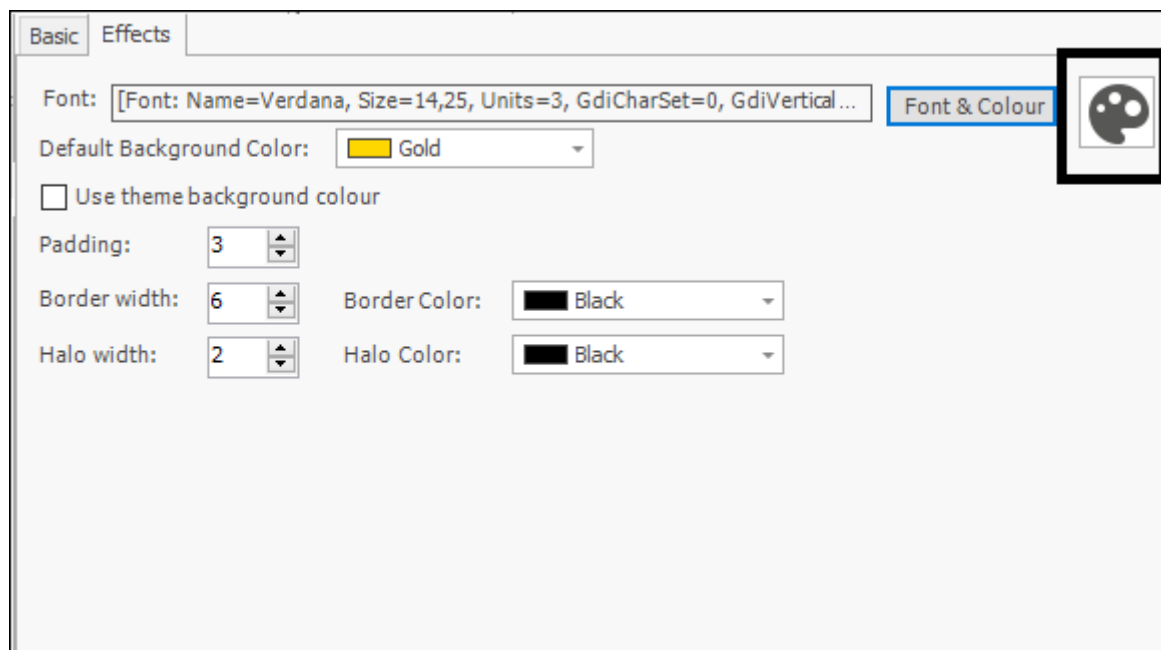 Basic Effects
Font: [Font: Name=Verdana, Size=14,25, Units=3, GdiCharSet=0, GdiVertical... Font & Colour
Default Background Color: Gold
Use theme background colour
Padding: 3
Border width: 6 Border Color: Black
Halo width: 2 Halo Color: Black